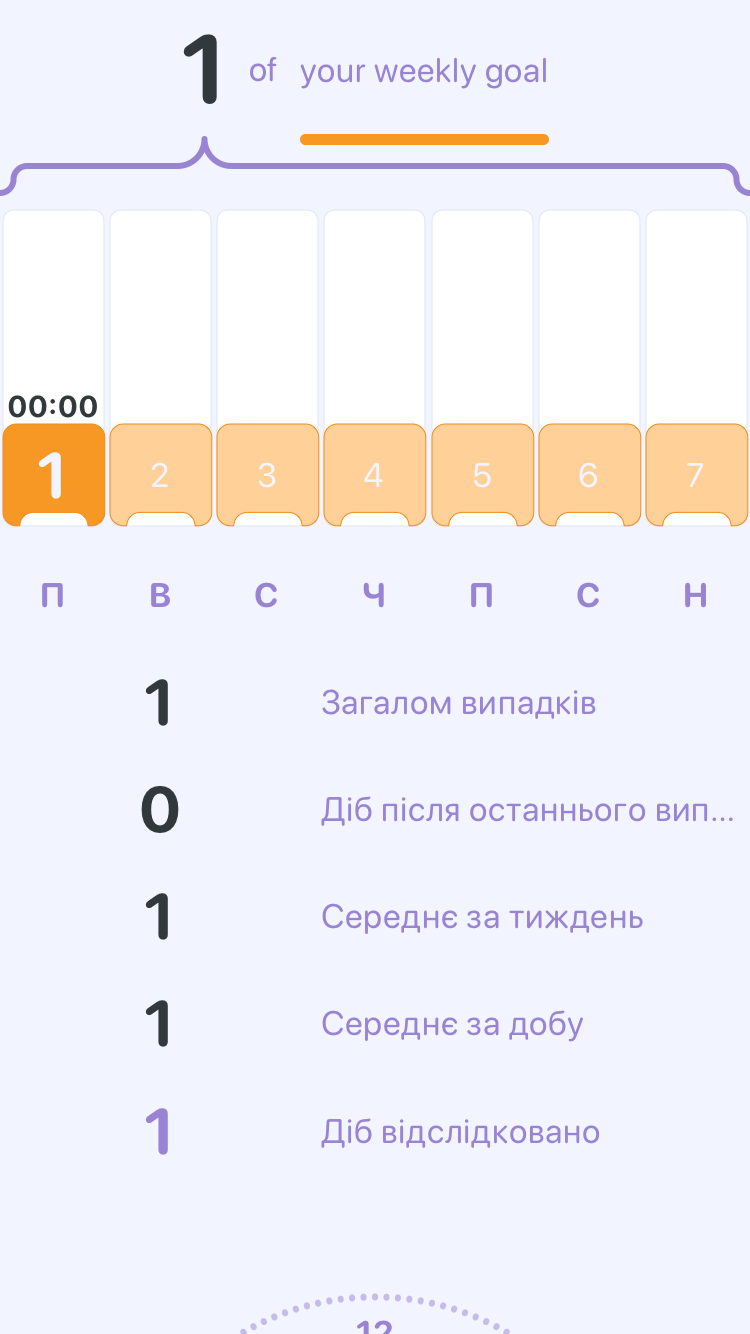 1 of your weekly goal
00:00
1 2 3 4 5 6 7
П В С Ч П С Н
1 Загалом випадків
0 Діб після останнього вип...
1 Середнє за тиждень
1 Середнє за добу
1 Діб відслідковано
12